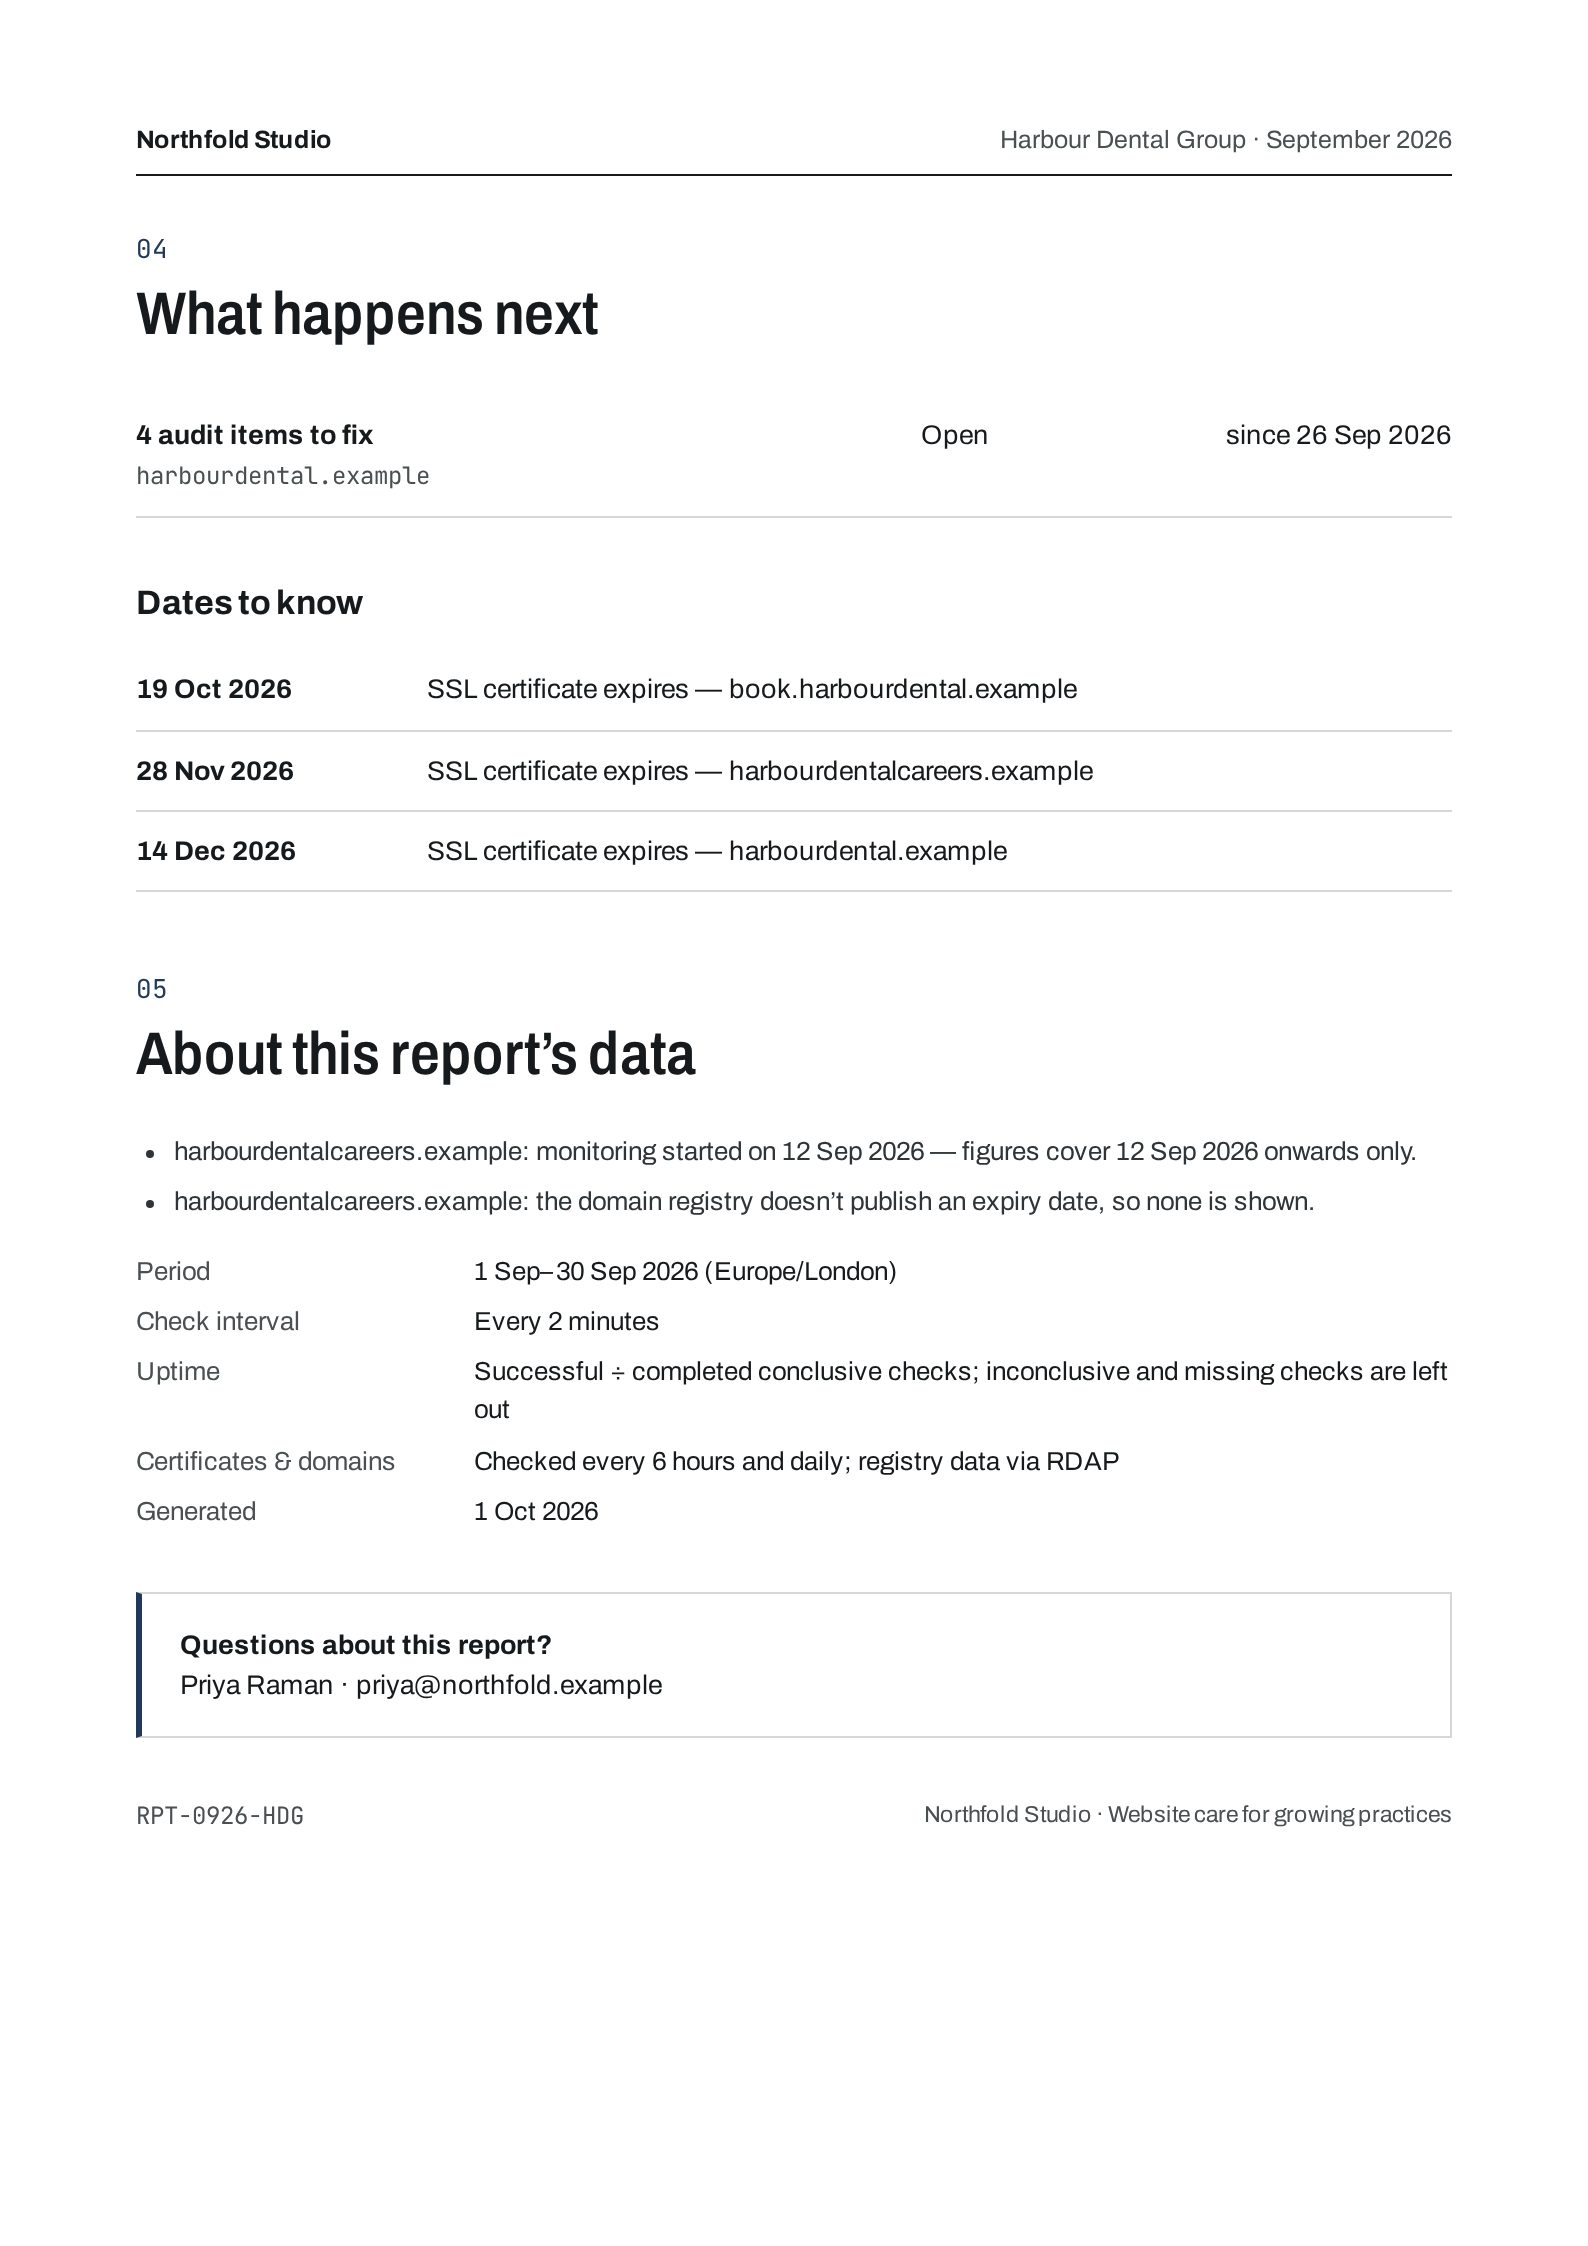 Northfold Studio
Harbour Dental Group · September 2026
04
What happens next
4 audit items to fix
Open
since 26 Sep 2026
harbourdental.example
Dates to know
19 Oct 2026
SSL certificate expires — book.harbourdental.example
28 Nov 2026
SSL certificate expires — harbourdentalcareers.example
14 Dec 2026
SSL certificate expires — harbourdental.example
05
About this report’s data
• harbourdentalcareers.example: monitoring started on 12 Sep 2026 — figures cover 12 Sep 2026 onwards only.
• harbourdentalcareers.example: the domain registry doesn’t publish an expiry date, so none is shown.
Period
1 Sep–30 Sep 2026 (Europe/London)
Check interval
Every 2 minutes
Uptime
Successful ÷ completed conclusive checks; inconclusive and missing checks are left
out
Certificates & domains
Checked every 6 hours and daily; registry data via RDAP
Generated
1 Oct 2026
Questions about this report?
Priya Raman · priya@northfold.example
RPT-0926-HDG
Northfold Studio · Website care for growing practices